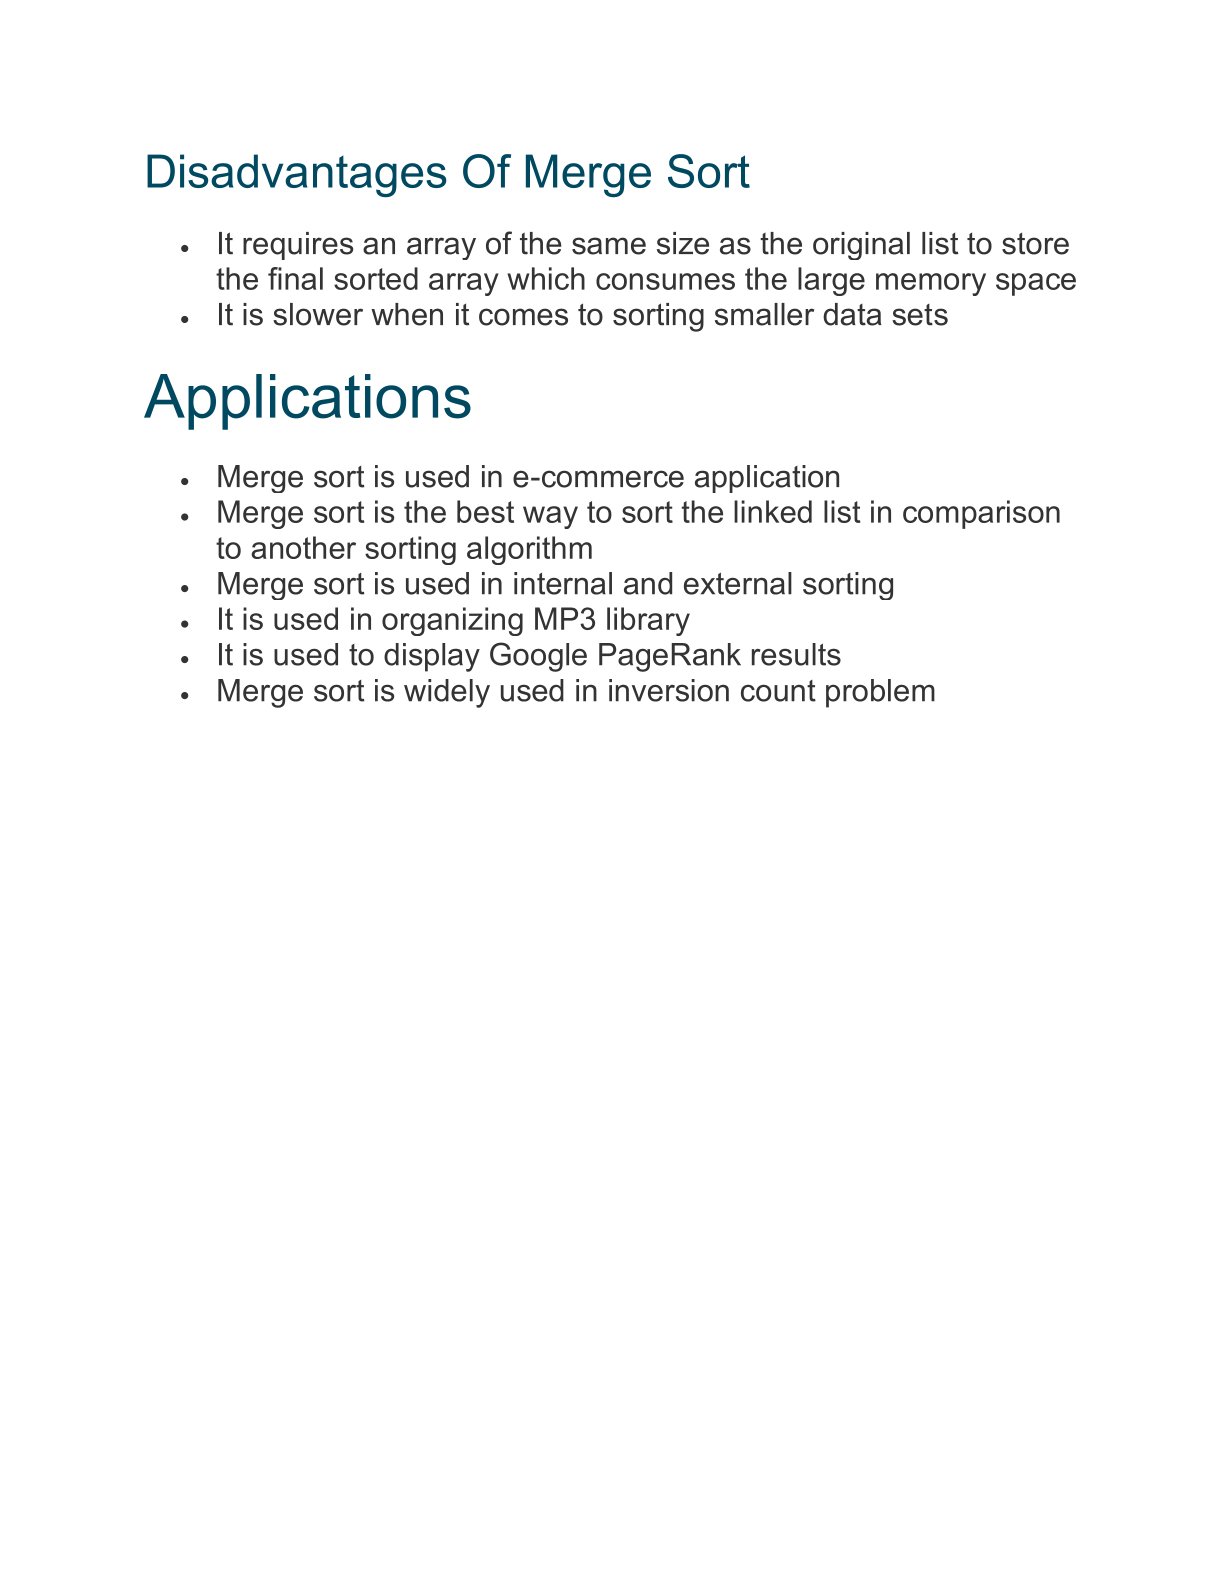 Disadvantages Of Merge Sort
• It requires an array of the same size as the original list to store
the final sorted array which consumes the large memory space
• It is slower when it comes to sorting smaller data sets
Applications
• Merge sort is used in e-commerce application
• Merge sort is the best way to sort the linked list in comparison
to another sorting algorithm
• Merge sort is used in internal and external sorting
• It is used in organizing MP3 library
• It is used to display Google PageRank results
• Merge sort is widely used in inversion count problem